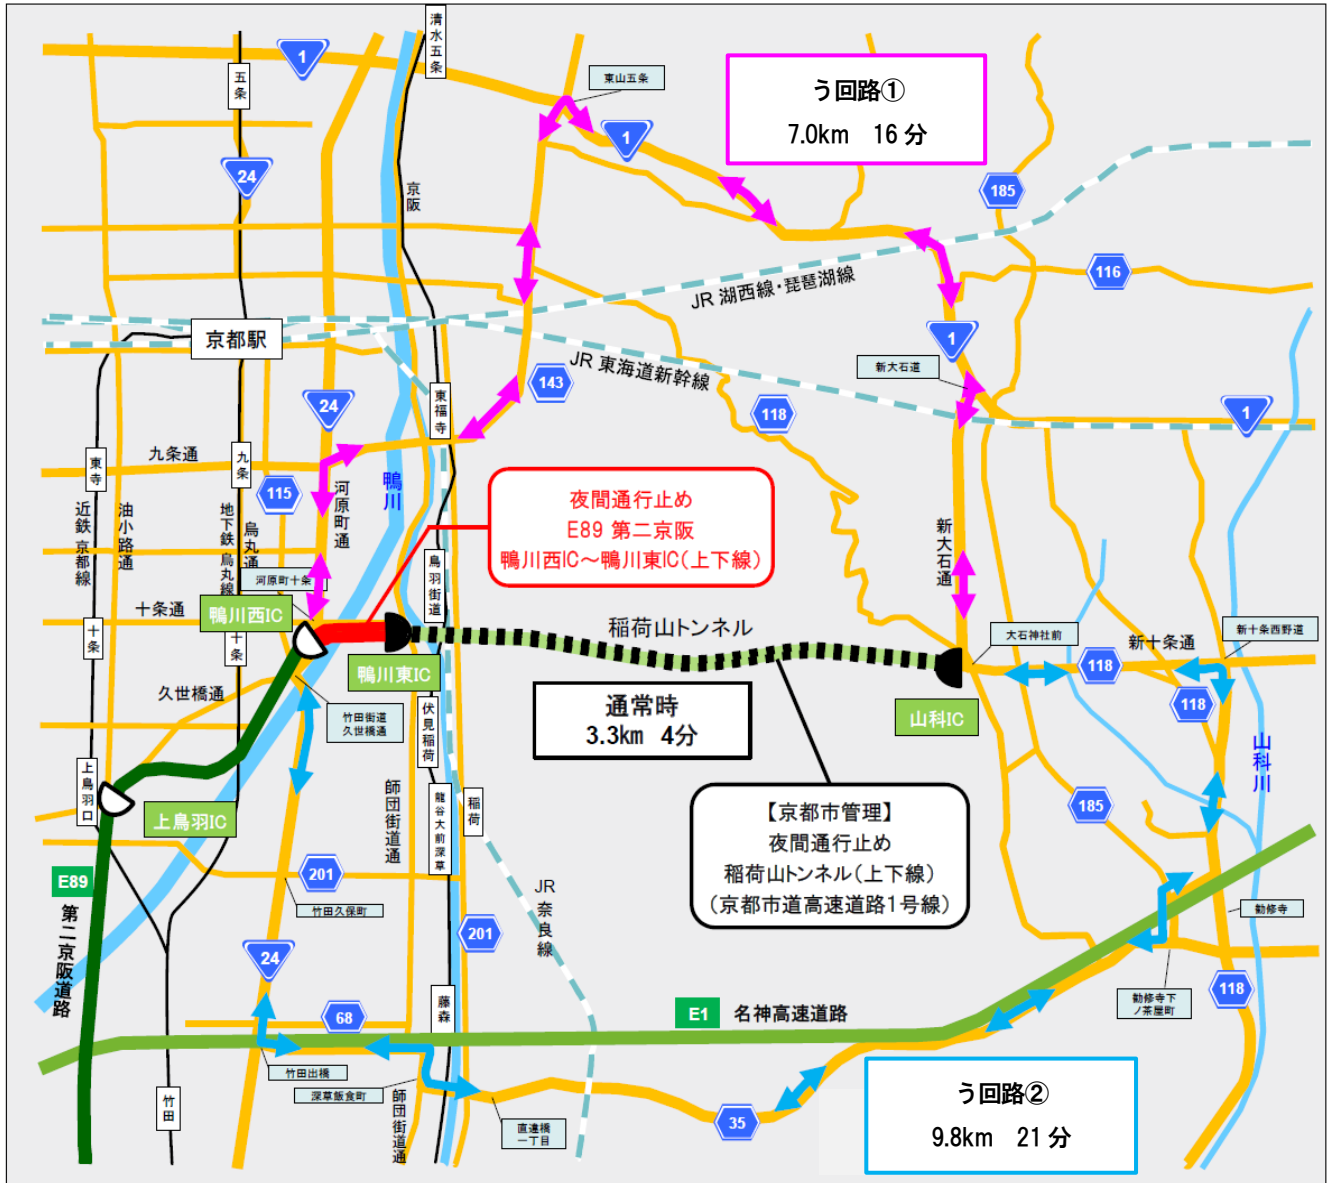 清水五条
1
五条
東山五条
う回路①
7.0km 16分
1
24
京阪
185
116
JR 湖西線・琵琶湖線
京都駅
1
新大石道
JR 東海道新幹線
143
24
118
1
東福寺
九条通
九条
東寺
115
河原町通
鴨川
夜間通行止め
E89 第二京阪
鴨川西IC～鴨川東IC(上下線)
近鉄 京都線
油小路通
地下鉄 烏丸線
烏丸通
新大石通
鳥羽街道
河原町十条
十条通
鴨川西IC
十条
十条
稲荷山トンネル
大石神社前
新十条通
新十条西野道
118
鴨川東IC
久世橋通
竹田街道
久世橋通
伏見稲荷
通常時
3.3km 4分
山科IC
118
山科川
上鳥羽口
上鳥羽IC
師団街道通
龍谷大前深草
稲荷
【京都市管理】
夜間通行止め
稲荷山トンネル(上下線)
(京都市道高速道路1号線)
185
E89
第二京阪道路
201
竹田久保町
JR 奈良線
201
勧修寺
24
118
勧修寺下
ノ茶屋町
藤森
68
E1 名神高速道路
竹田出橋
深草飯食町
竹田
師団街道通
直違橋
一丁目
35
う回路②
9.8km 21分